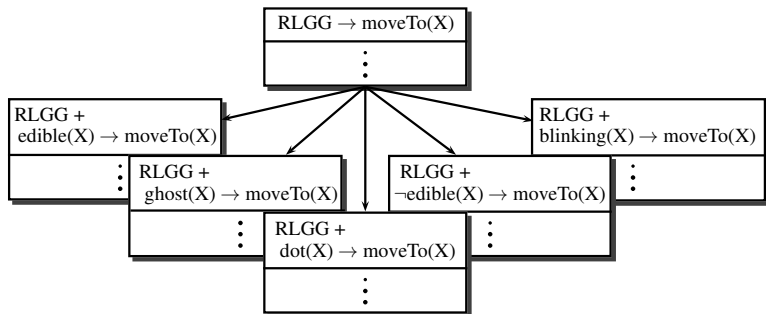 RLGG → moveTo(X)
⋮
RLGG +
edible(X) → moveTo(X)
⋮
RLGG +
ghost(X) → moveTo(X)
⋮
RLGG +
dot(X) → moveTo(X)
⋮
RLGG +
¬edible(X) → moveTo(X)
⋮
RLGG +
blinking(X) → moveTo(X)
⋮